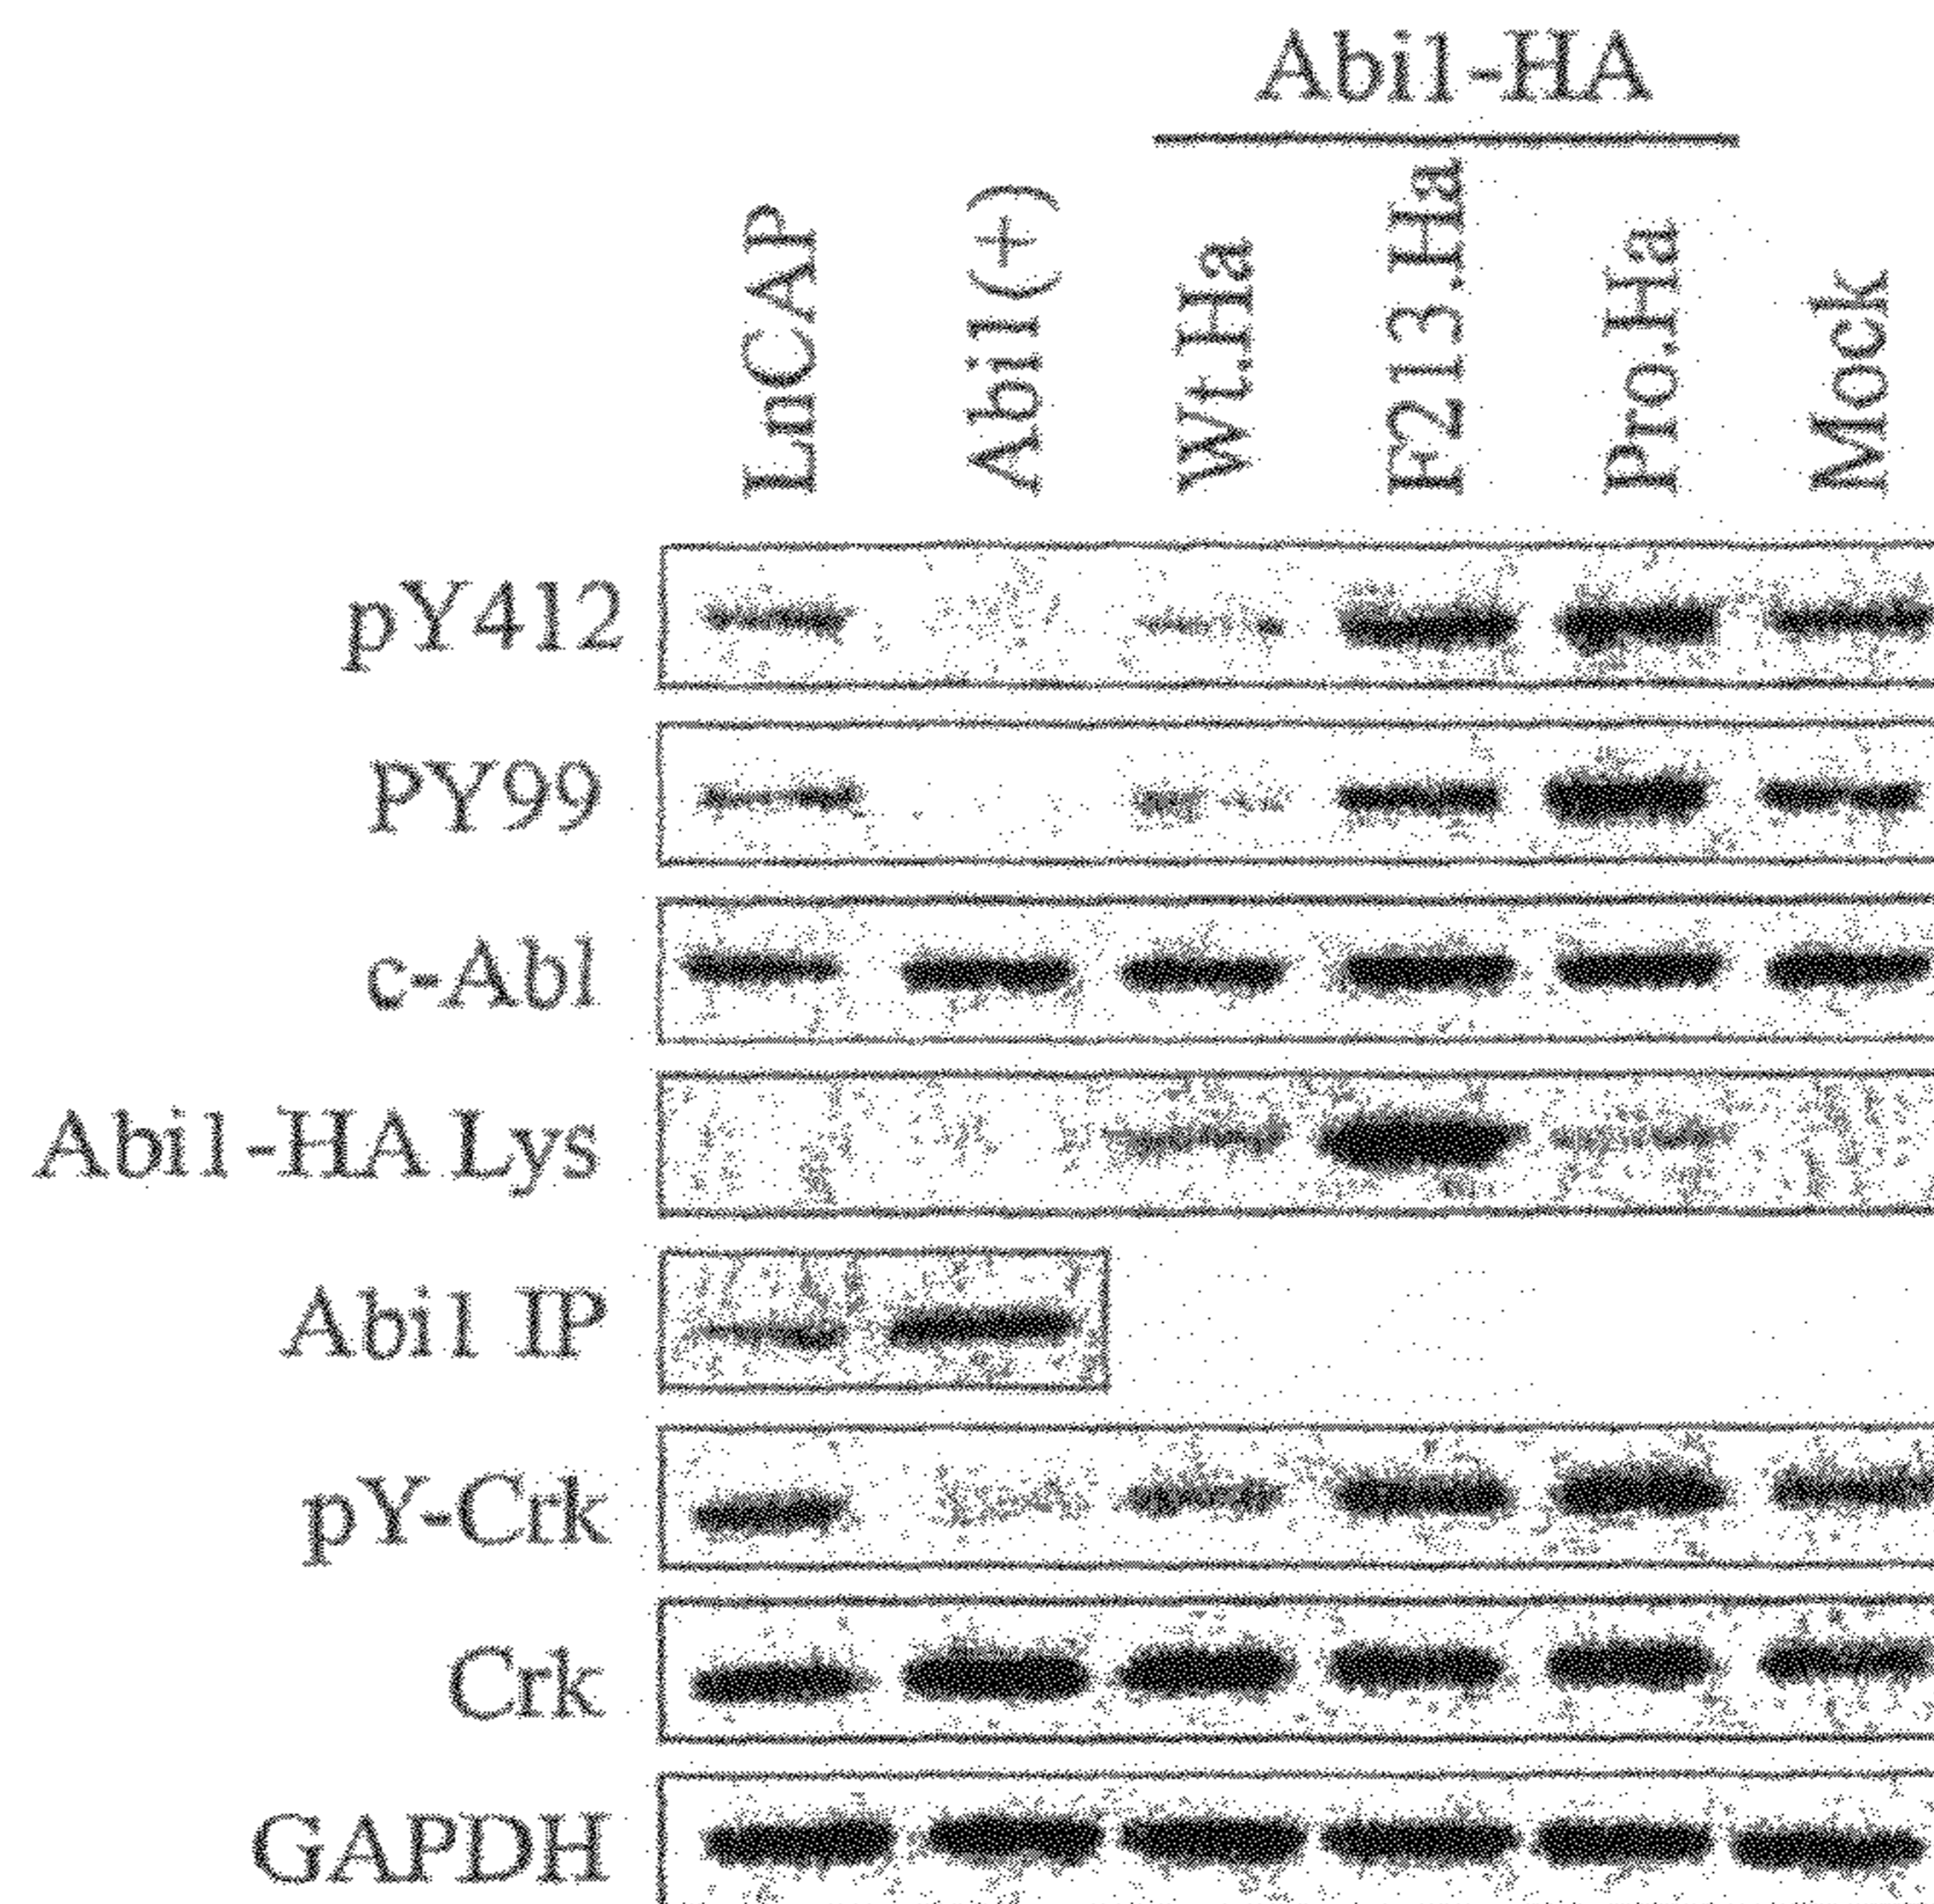 Abi1-HA
LnCAP
Abi1(+)
Wt.Ha
F213.Ha
Pro.Ha
Mock
pY412
PY99
c-Abl
Abi1-HA Lys
Abi1 IP
pY-Crk
Crk
GAPDH